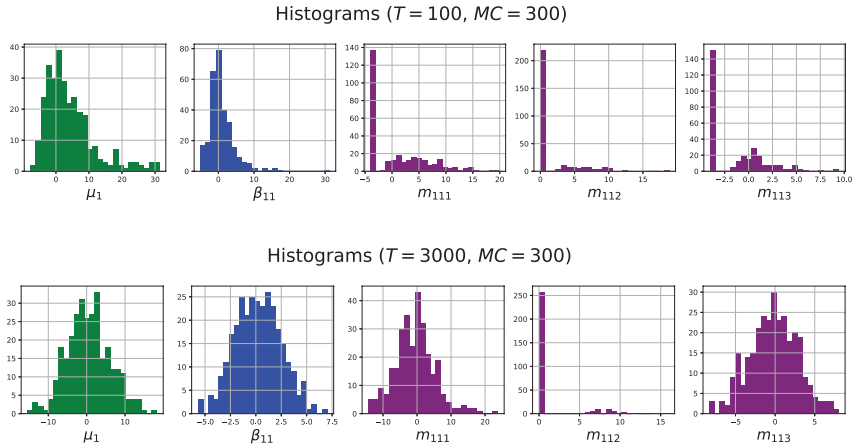 Histograms (T = 100, MC = 300)
40 30 20 10 0
0 10 20 30
μ₁
80 60 40 20 0
0 10 20 30
β₁₁
140 120 100 80 60 40 20 0
−5 0 5 10 15 20
m₁₁₁
200 150 100 50 0
0 5 10 15
m₁₁₂
140 120 100 80 60 40 20 0
−2.5 0.0 2.5 5.0 7.5 10.0
m₁₁₃
Histograms (T = 3000, MC = 300)
30 25 20 15 10 5 0
−10 0 10
μ₁
25 20 15 10 5 0
−5.0 −2.5 0.0 2.5 5.0 7.5
β₁₁
40 30 20 10 0
−10 0 10 20
m₁₁₁
250 200 150 100 50 0
0 5 10 15
m₁₁₂
30 25 20 15 10 5 0
−5 0 5
m₁₁₃